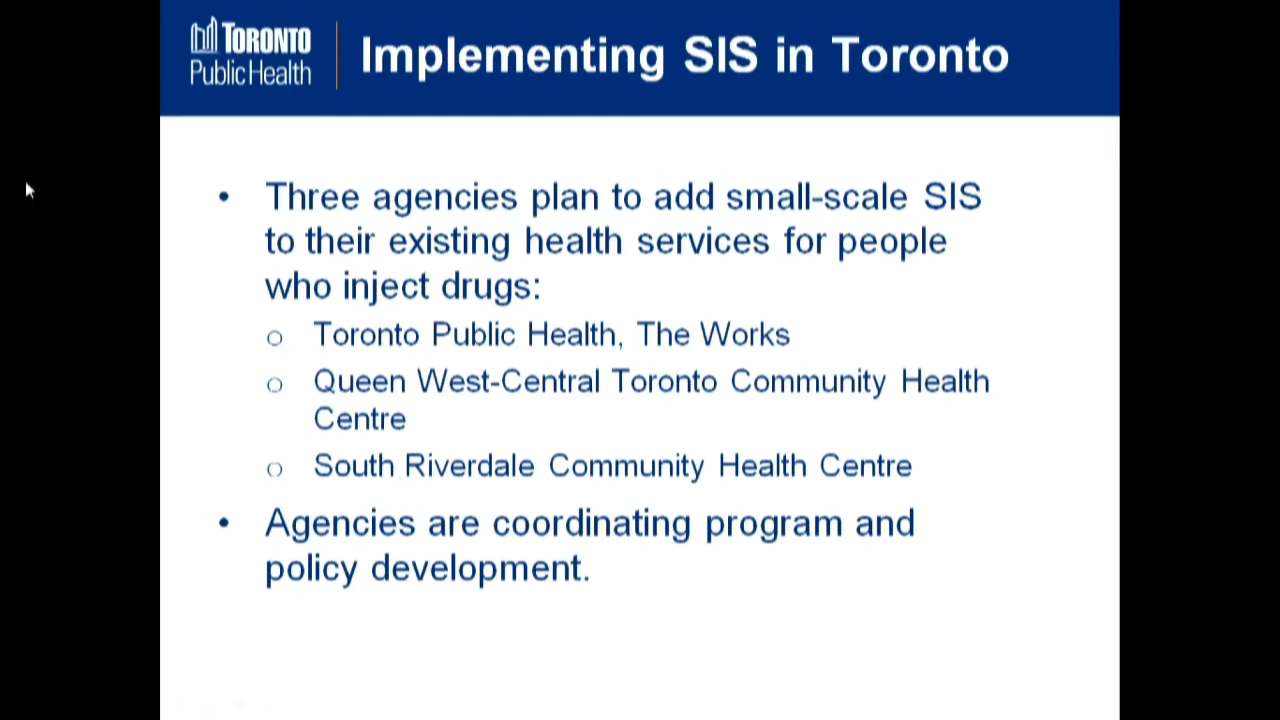 TORONTO
Public Health
Implementing SIS in Toronto
• Three agencies plan to add small-scale SIS
to their existing health services for people
who inject drugs:
o Toronto Public Health, The Works
o Queen West-Central Toronto Community Health
Centre
o South Riverdale Community Health Centre
• Agencies are coordinating program and
policy development.